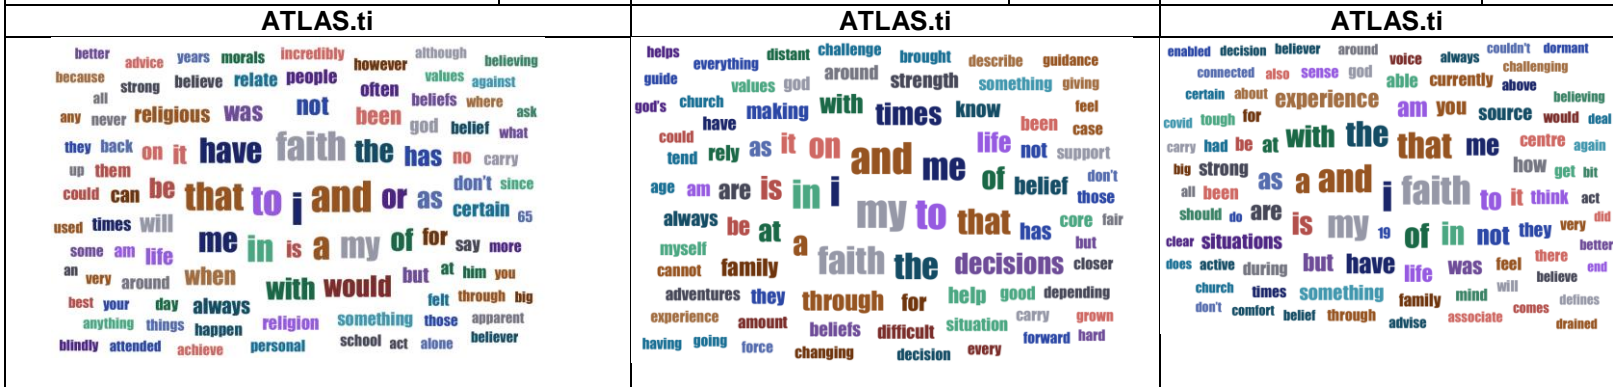 ATLAS.ti
better advice years morals incredibly however although believing
because strong believe relate people often values against
all any never religious was not been beliefs where ask
god belief what
they back on it have faith the has no carry
up them could can be that to i and or as don't since
certain 65
used times will me in is a my of for say more
some am life
an very around when with would but at him you
best your day always felt through big
anything things happen religion something those apparent
blindly attended achieve personal school act alone believer
ATLAS.ti
helps everything distant challenge brought describe guidance
guide values god around strength something giving
god's church making with times know feel
have been case
could tend rely as it on and me life not support
age am are is in i of belief don't those
always be at my to that has core fair
myself a but
cannot family faith the decisions closer
adventures they through for help good depending
experience amount beliefs difficult situation carry grown
having going force changing decision every forward hard
ATLAS.ti
enabled decision believer around voice always couldn't dormant
connected also sense god able currently above challenging
certain about experience am you source believing
covid tough for would deal
carry had be at with the that me centre again
big strong as a and i faith to it think how get bit
all been act
should do are is my 19 of in not they very did
clear situations better
does active during but have life was feel there believe end
church times something family mind will
don't comfort belief through advise associate comes defines
drained